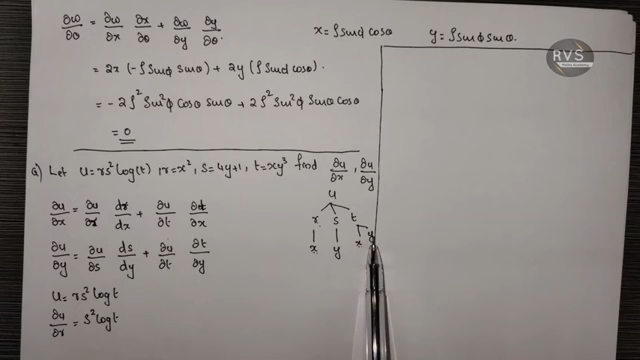 ∂ω/∂θ = ∂ω/∂x ∂x/∂θ + ∂ω/∂y ∂y/∂θ.
x = ρ sinφ cosθ y = ρ sinφ sinθ.
= 2x (-ρ sinφ sinθ) + 2y (ρ sinφ cosθ).
= -2ρ² sin²φ cosθ sinθ + 2ρ² sin²φ sinθ cosθ
= 0
RVS
Q) Let u = rs² log(t), r = x², s = 4y+1, t = xy³ find ∂u/∂x, ∂u/∂y
u
r s t
x y x y
∂u/∂x = ∂u/∂r dr/dx + ∂u/∂t ∂t/∂x
∂u/∂y = ∂u/∂s ds/dy + ∂u/∂t ∂t/∂y
u = rs² log t
∂u/∂r = s² log t